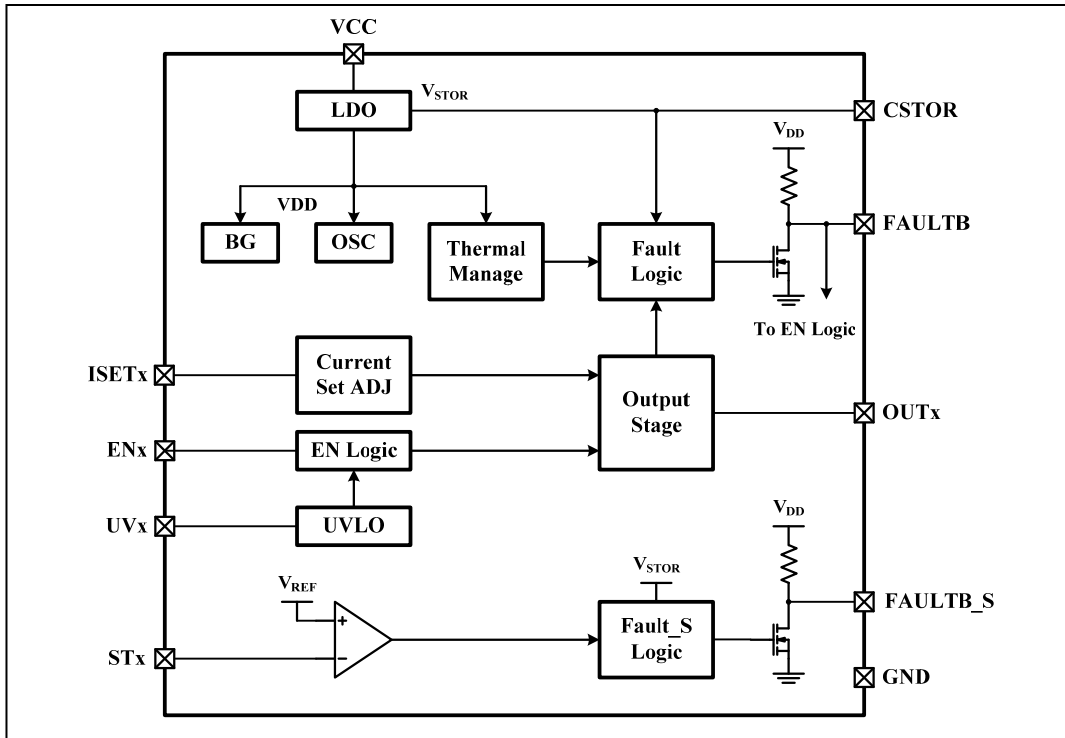 VCC
LDO
VSTOR
CSTOR
VDD
VDD
BG
OSC
Thermal
Manage
Fault
Logic
FAULTB
To EN Logic
ISETx
Current
Set ADJ
Output
Stage
OUTx
ENx
EN Logic
UVx
UVLO
VDD
VREF
VSTOR
+
−
Fault_S
Logic
FAULTB_S
STx
GND